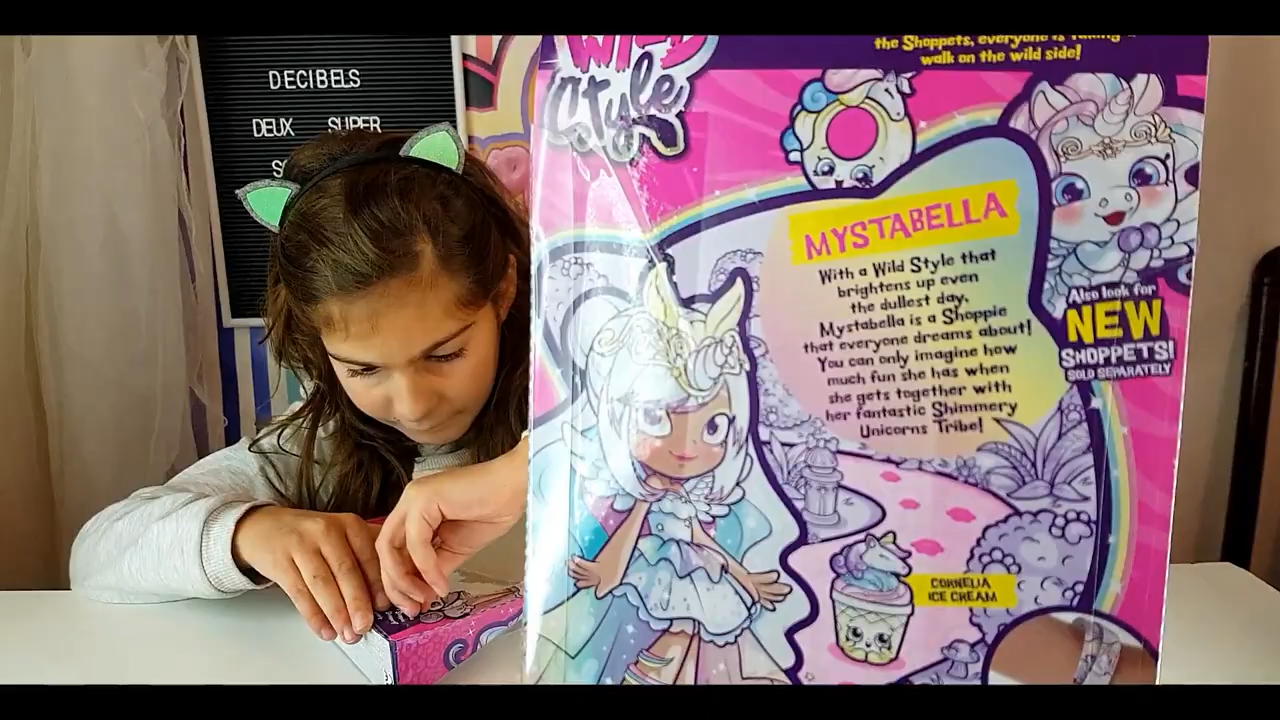 DECIBELS
DEUX SUPER
WILD
Style
the Shoppets, everyone is taking a
walk on the wild side!
MYSTABELLA
With a Wild Style that
brightens up even
the dullest day,
Mystabella is a Shoppie
that everyone dreams about!
You can only imagine how
much fun she has when
she gets together with
her fantastic Shimmery
Unicorns Tribe!
Also look for
NEW
SHOPPETS!
SOLD SEPARATELY
CORNELIA
ICE CREAM